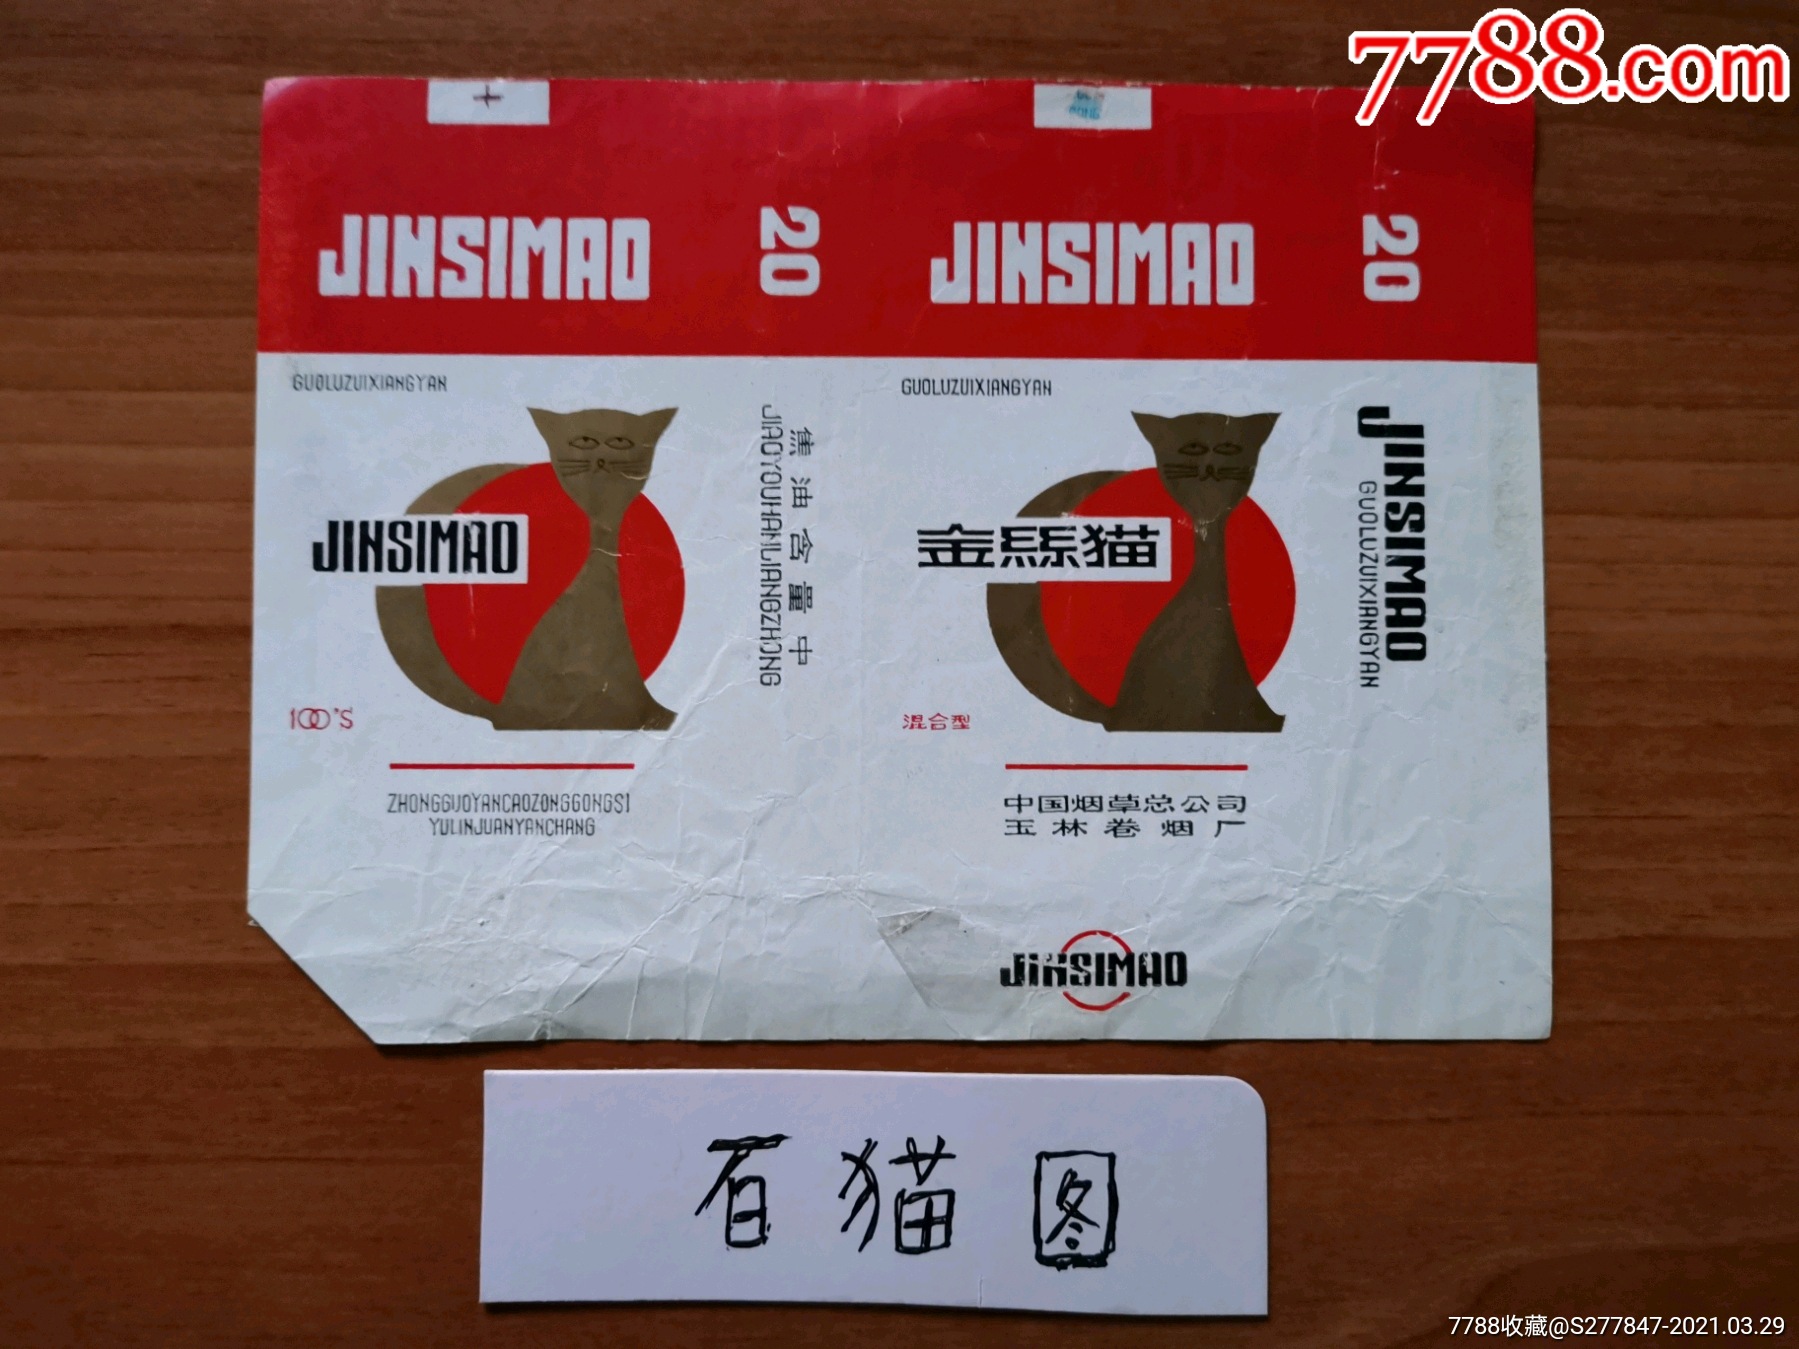 7788.com
+
JINSIMAO
20
JINSIMAO
20
GUOLUZUIXIANGYAN
JINSIMAO
100'S
ZHONGGUOYANCAOZONGGONGSI
YULINJUANYANCHANG
焦油含量中
JIAOYOUHANLIANGZHONG
GUOLUZUIXIANGYAN
金絲猫
混合型
中国烟草总公司
玉林卷烟厂
JINSIMAO
GUOLUZUIXIANGYAN
JINSIMAO
百猫图
7788收藏@S277847-2021.03.29